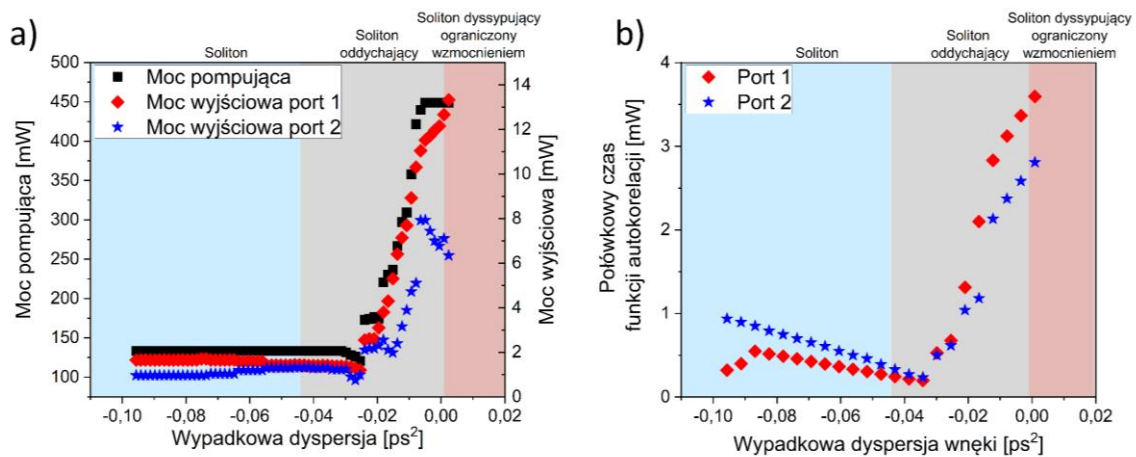 a)
Soliton
Soliton
oddychający
Soliton dyssypujący
ograniczony
wzmocnieniem
Moc pompująca
Moc wyjściowa port 1
Moc wyjściowa port 2
500
450
400
350
300
250
200
150
100
Moc pompująca [mW]
14
12
10
8
6
4
2
0
Moc wyjściowa [mW]
-0,10 -0,08 -0,06 -0,04 -0,02 0,00 0,02
Wypadkowa dyspersja [ps²]
b)
Soliton
Soliton
oddychający
Soliton dyssypujący
ograniczony
wzmocnieniem
Port 1
Port 2
4
3
2
1
0
Połówkowy czas
funkcji autokorelacji [mW]
-0,10 -0,08 -0,06 -0,04 -0,02 0,00 0,02
Wypadkowa dyspersja wnęki [ps²]